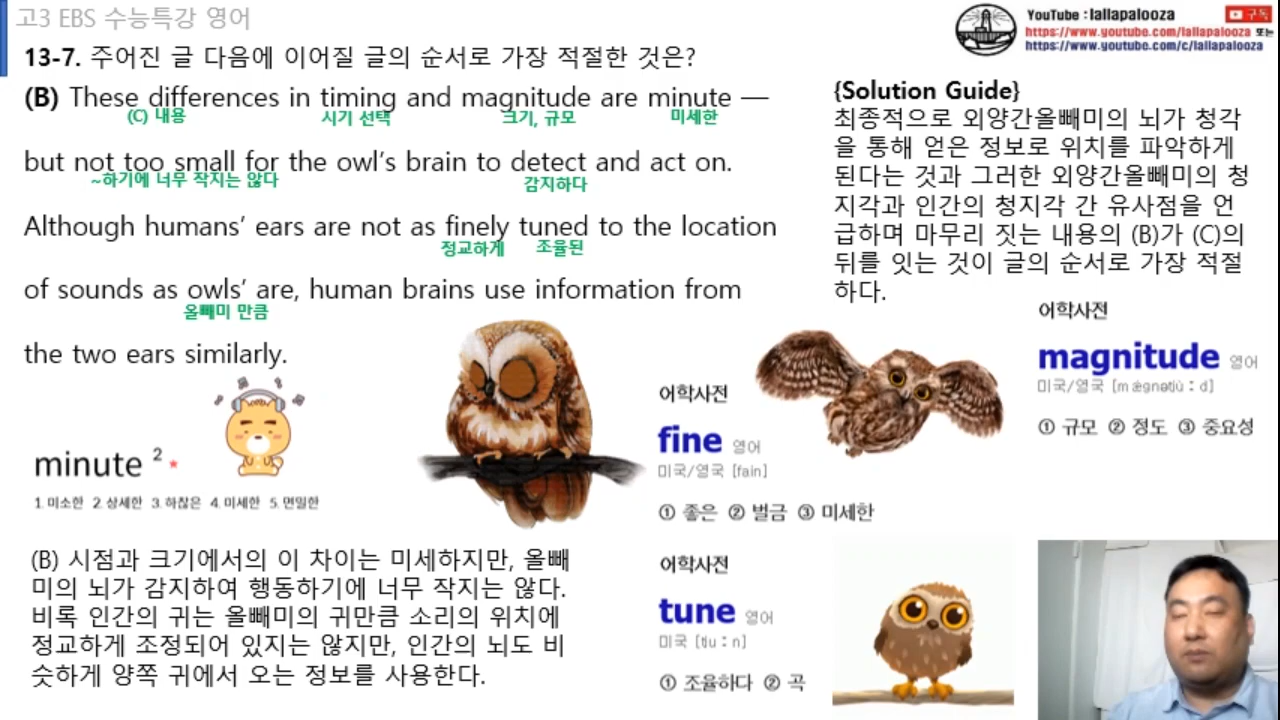 고3 EBS 수능특강 영어
YouTube : lallapalooza
구독
https://www.youtube.com/lallapalooza 또는
https://www.youtube.com/c/lallapalooza
13-7. 주어진 글 다음에 이어질 글의 순서로 가장 적절한 것은?
(B) These differences in timing and magnitude are minute —
(C) 내용 시기 선택 크기, 규모 미세한
but not too small for the owl's brain to detect and act on.
~하기에 너무 작지는 않다 감지하다
Although humans' ears are not as finely tuned to the location
정교하게 조율된
of sounds as owls' are, human brains use information from
올빼미 만큼
the two ears similarly.
{Solution Guide}
최종적으로 외양간올빼미의 뇌가 청각
을 통해 얻은 정보로 위치를 파악하게
된다는 것과 그러한 외양간올빼미의 청
지각과 인간의 청지각 간 유사점을 언
급하며 마무리 짓는 내용의 (B)가 (C)의
뒤를 잇는 것이 글의 순서로 가장 적절
하다.
minute 2 *
1. 미소한 2. 상세한 3. 하찮은 4. 미세한 5. 면밀한
어학사전
fine 영어
미국/영국 [fain]
① 좋은 ② 벌금 ③ 미세한
어학사전
magnitude 영어
미국/영국 [mǽgnətjùːd]
① 규모 ② 정도 ③ 중요성
(B) 시점과 크기에서의 이 차이는 미세하지만, 올빼
미의 뇌가 감지하여 행동하기에 너무 작지는 않다.
비록 인간의 귀는 올빼미의 귀만큼 소리의 위치에
정교하게 조정되어 있지는 않지만, 인간의 뇌도 비
슷하게 양쪽 귀에서 오는 정보를 사용한다.
어학사전
tune 영어
미국 [tjuːn]
① 조율하다 ② 곡